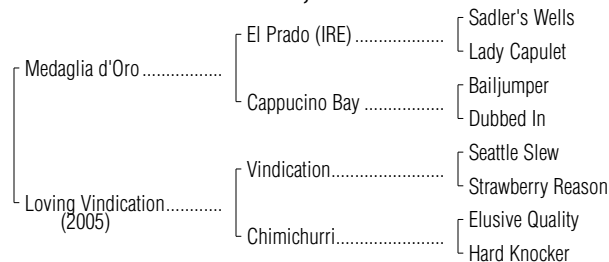 Sadler's Wells
El Prado (IRE) ...................
Lady Capulet
Medaglia d'Oro ................
Bailjumper
Cappucino Bay .................
Dubbed In
Seattle Slew
Vindication.......................
Strawberry Reason
Loving Vindication............
(2005)
Elusive Quality
Chimichurri......................
Hard Knocker